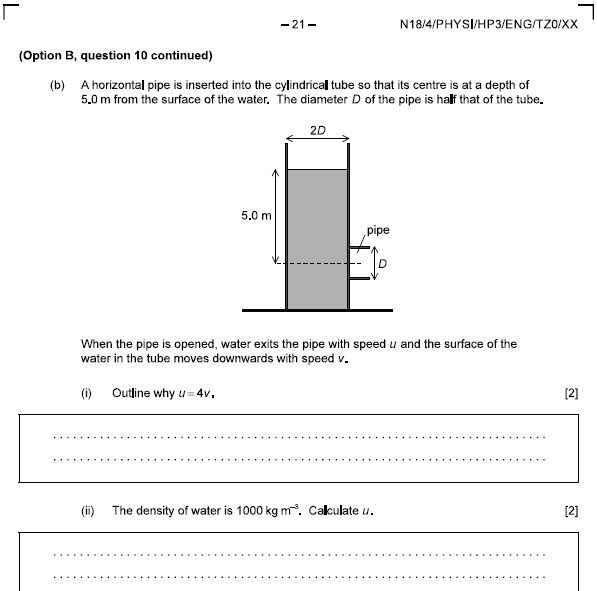 – 21 –
N18/4/PHYSI/HP3/ENG/TZ0/XX
(Option B, question 10 continued)
(b) A horizontal pipe is inserted into the cylindrical tube so that its centre is at a depth of
5.0 m from the surface of the water. The diameter D of the pipe is half that of the tube.
2D
5.0 m
pipe
D
When the pipe is opened, water exits the pipe with speed u and the surface of the
water in the tube moves downwards with speed v.
(i) Outline why u = 4v. [2]
(ii) The density of water is 1000 kg m⁻³. Calculate u. [2]